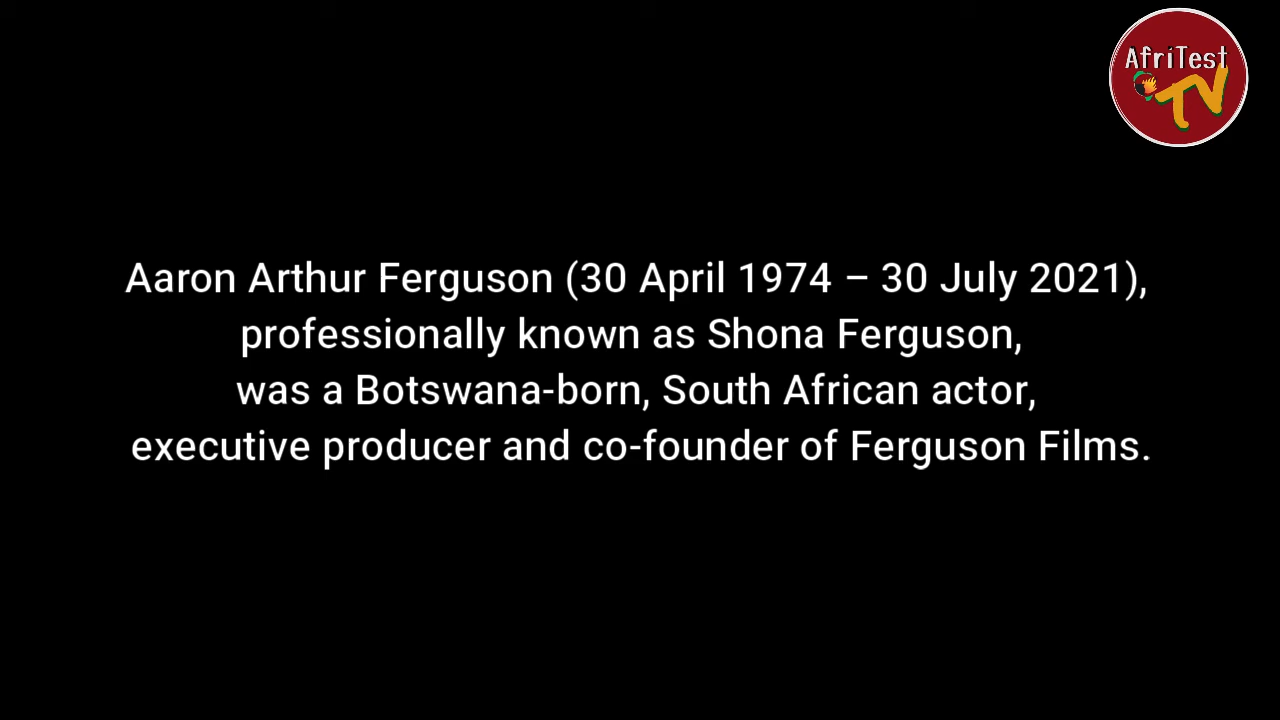 AfriTest
TV
Aaron Arthur Ferguson (30 April 1974 – 30 July 2021),
professionally known as Shona Ferguson,
was a Botswana-born, South African actor,
executive producer and co-founder of Ferguson Films.